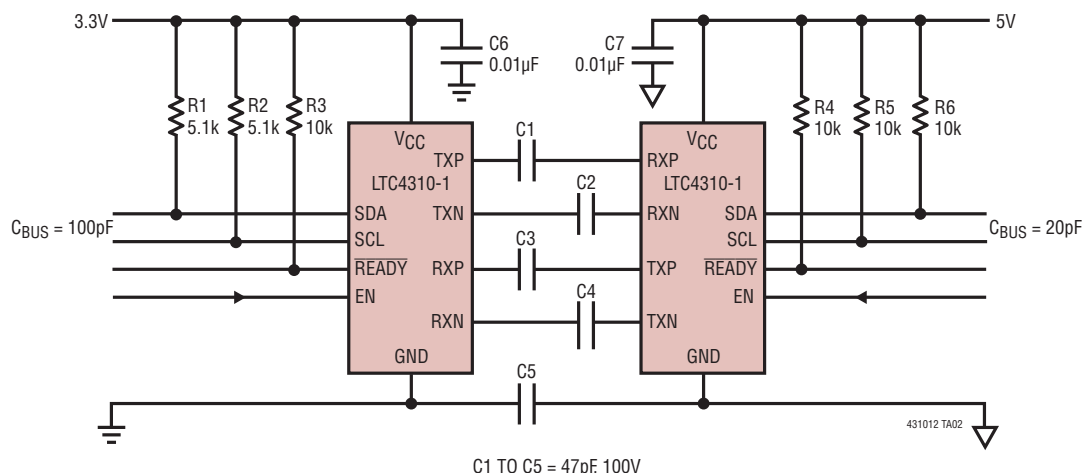 3.3V
5V
C6
0.01µF
C7
0.01µF
R1
5.1k
R2
5.1k
R3
10k
R4
10k
R5
10k
R6
10k
VCC
TXP
LTC4310-1
SDA
TXN
SCL
RXP
READY
EN
RXN
GND
C1
C2
C3
C4
C5
VCC
RXP
LTC4310-1
RXN
SDA
SCL
TXP
READY
EN
TXN
GND
CBUS = 100pF
CBUS = 20pF
431012 TA02
C1 TO C5 = 47pF, 100V